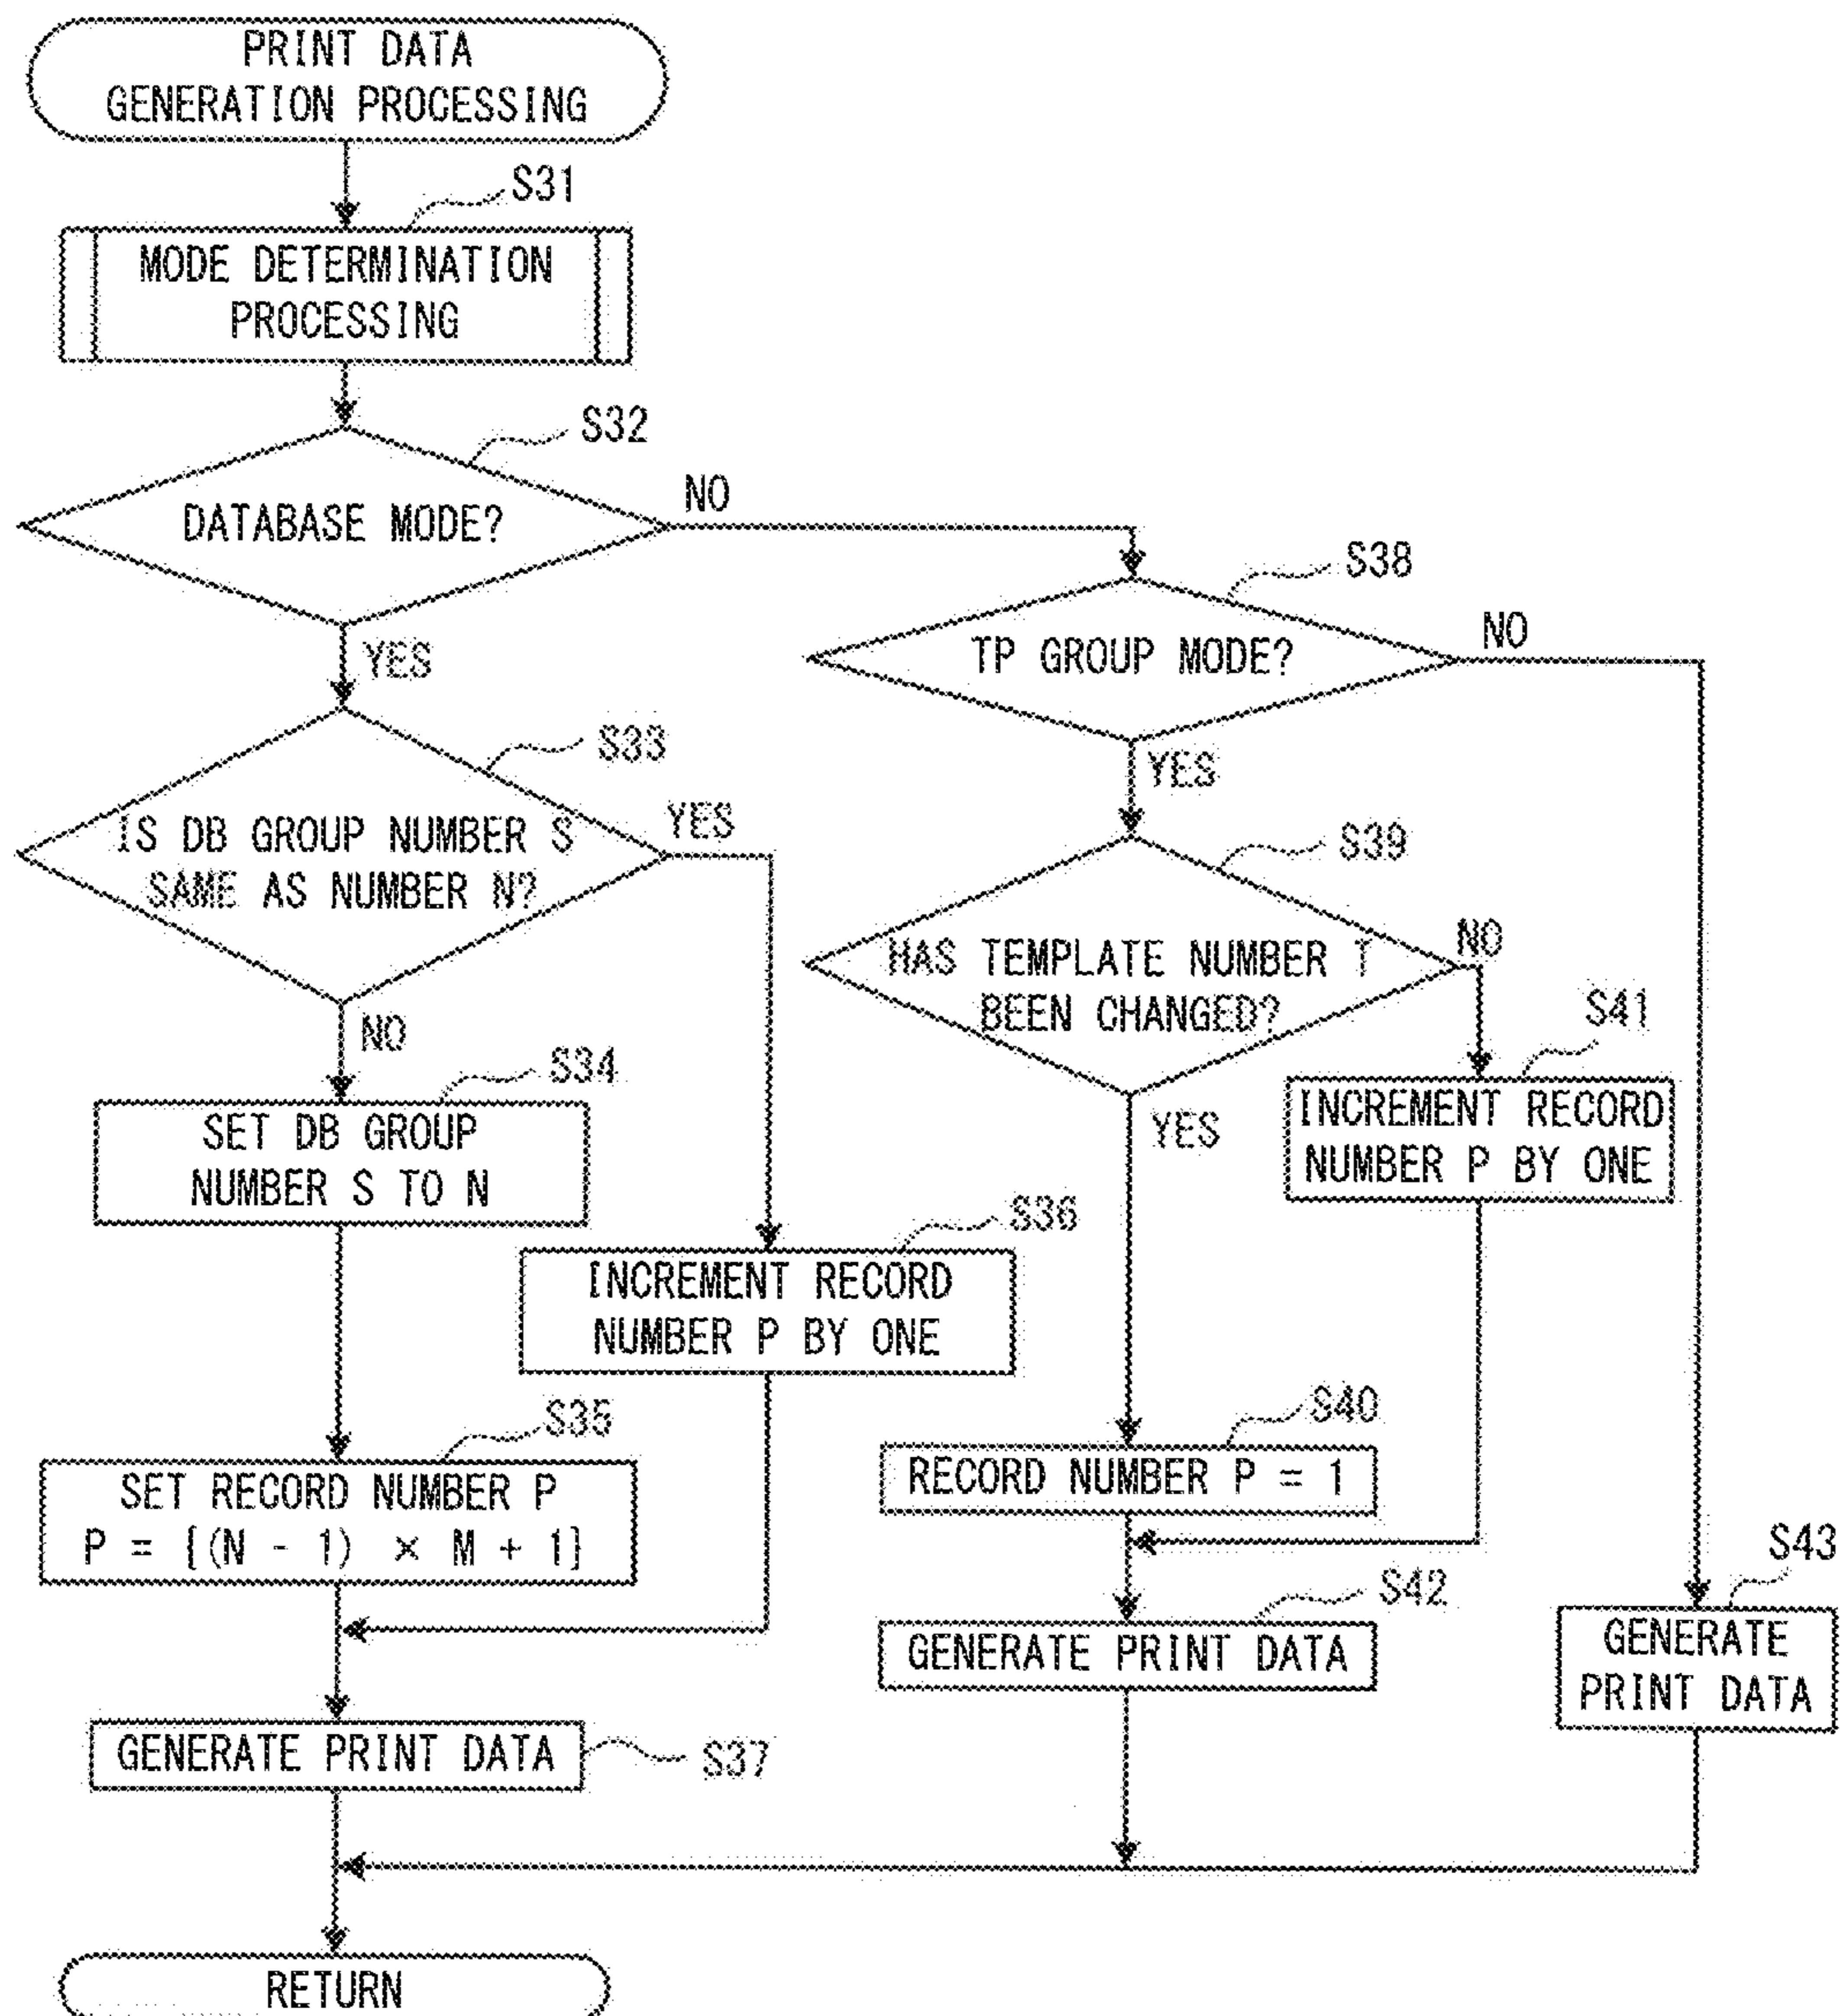 PRINT DATA
GENERATION PROCESSING
S31
MODE DETERMINATION
PROCESSING
S32
DATABASE MODE?
NO
YES
S38
TP GROUP MODE?
NO
YES
S33
IS DB GROUP NUMBER S
SAME AS NUMBER N?
YES
NO
S39
HAS TEMPLATE NUMBER T
BEEN CHANGED?
NO
YES
S34
SET DB GROUP
NUMBER S TO N
S41
INCREMENT RECORD
NUMBER P BY ONE
S36
INCREMENT RECORD
NUMBER P BY ONE
S35
SET RECORD NUMBER P
P = {(N - 1) × M + 1}
S40
RECORD NUMBER P = 1
S42
GENERATE PRINT DATA
S43
GENERATE
PRINT DATA
GENERATE PRINT DATA
S37
RETURN